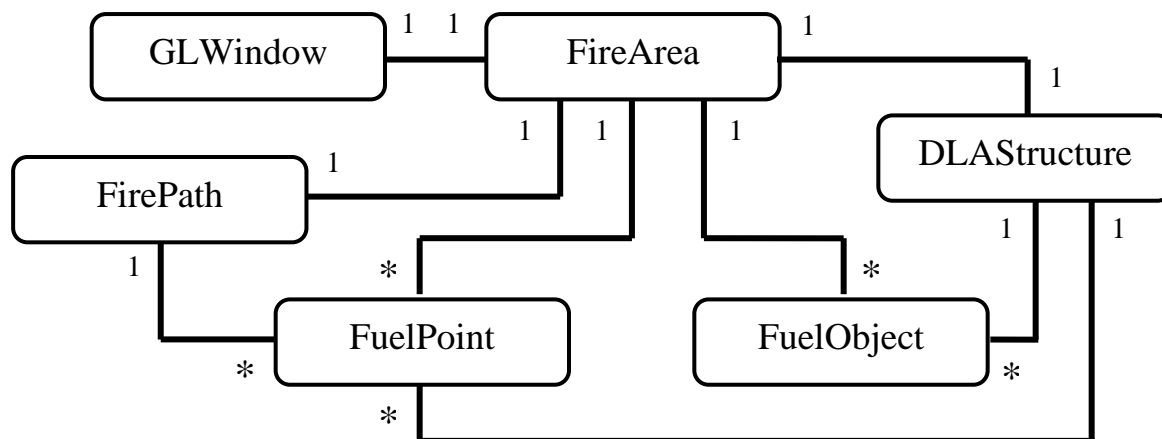 1 1 1
GLWindow FireArea
1
1 1 1
DLAStructure
1
FirePath
1 1 1
* *
FuelPoint FuelObject
* *
*